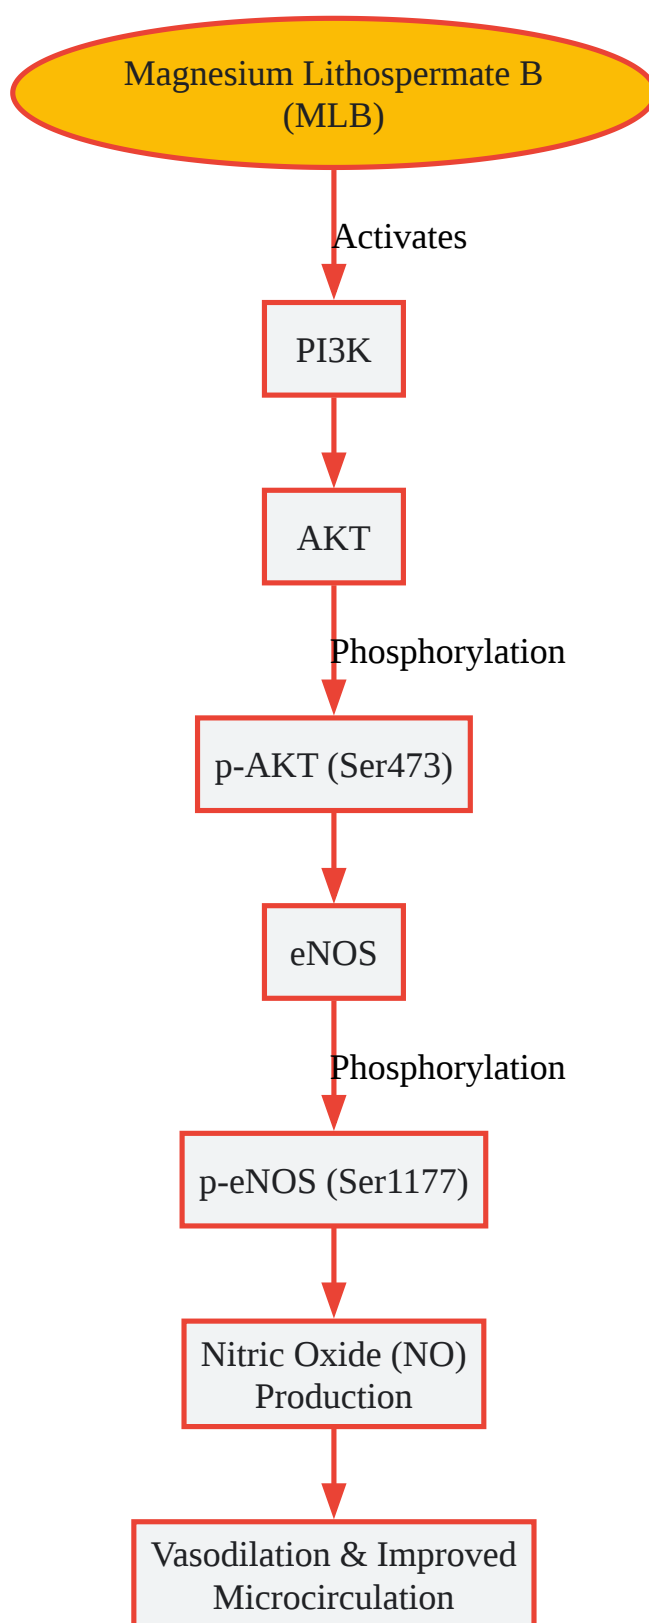 Magnesium Lithospermate B
(MLB)
Activates
PI3K
AKT
Phosphorylation
p-AKT (Ser473)
eNOS
Phosphorylation
p-eNOS (Ser1177)
Nitric Oxide (NO)
Production
Vasodilation & Improved
Microcirculation